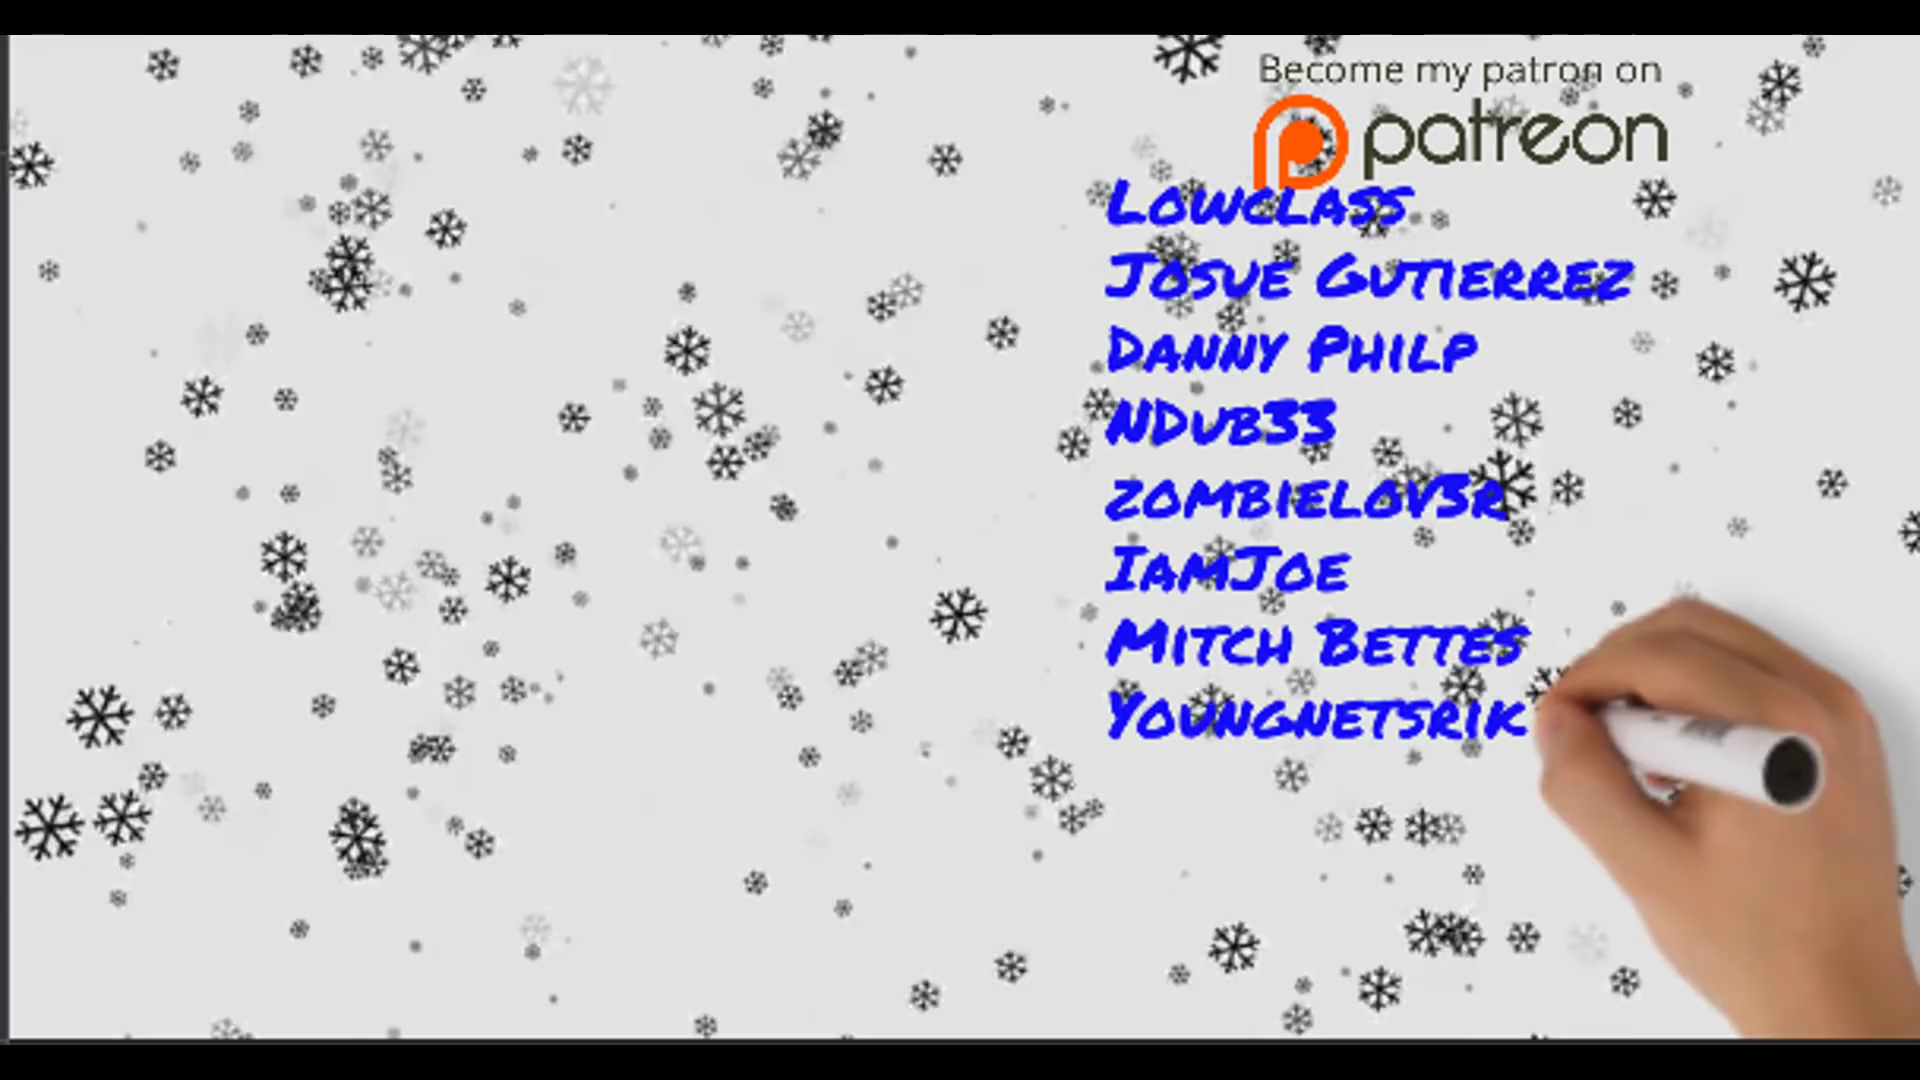 Become my patron on
patreon
LOWCLASS
JOSUE GUTIERREZ
DANNY PHILP
NDUB33
ZOMBIELOV3R
IAMJOE
MITCH BETTES
YOUNGNETSRIK